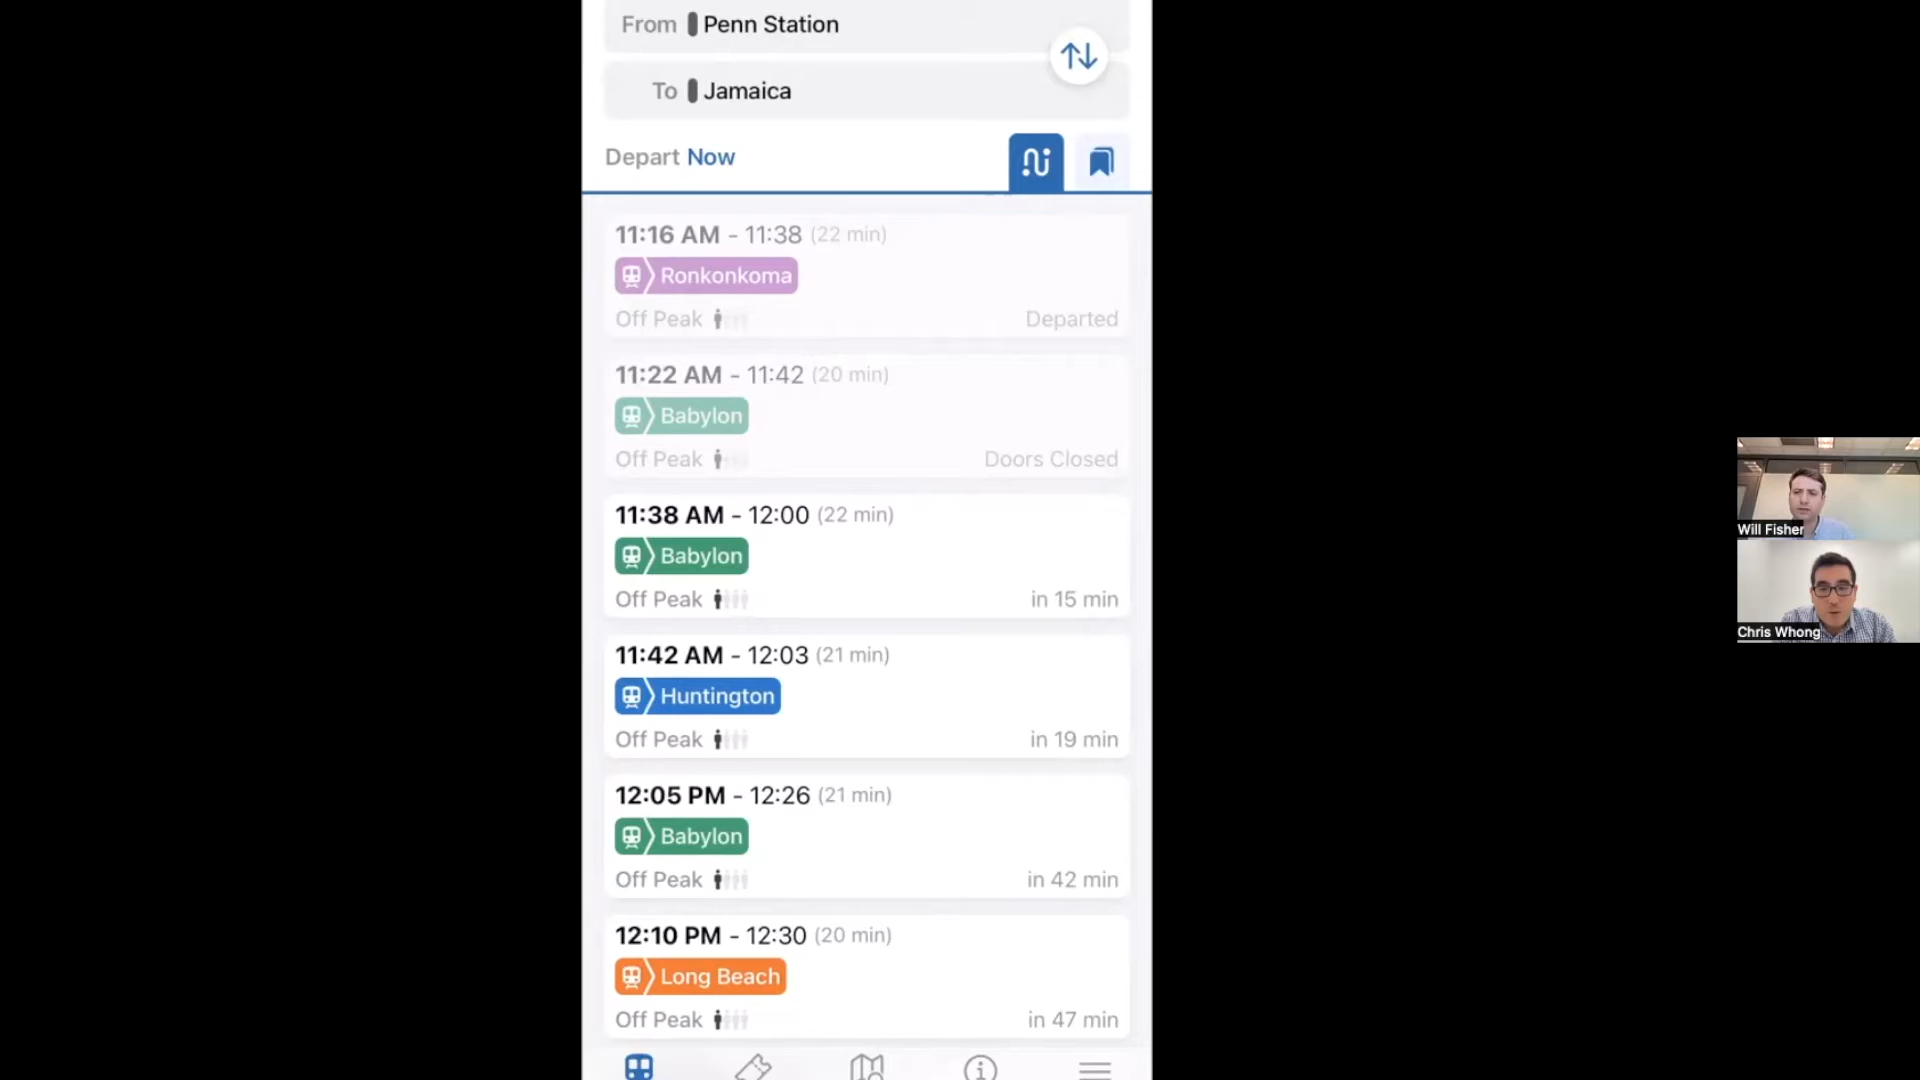 From Penn Station
To Jamaica
Depart Now
11:16 AM - 11:38 (22 min)
Ronkonkoma
Off Peak Departed
11:22 AM - 11:42 (20 min)
Babylon
Off Peak Doors Closed
11:38 AM - 12:00 (22 min)
Babylon
Off Peak in 15 min
11:42 AM - 12:03 (21 min)
Huntington
Off Peak in 19 min
12:05 PM - 12:26 (21 min)
Babylon
Off Peak in 42 min
12:10 PM - 12:30 (20 min)
Long Beach
Off Peak in 47 min
Will Fisher
Chris Whong